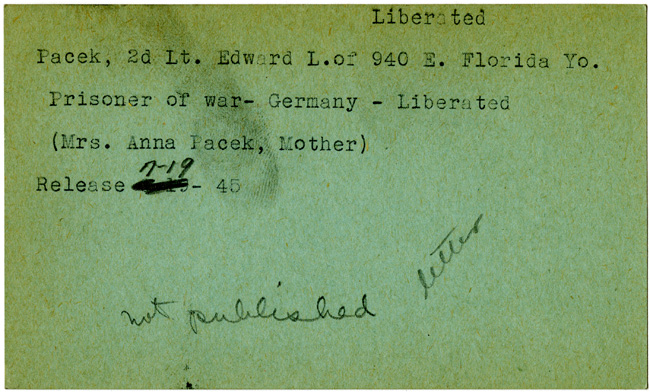 Liberated
Pacek, 2d Lt. Edward L.of 940 E. Florida Yo.
Prisoner of war- Germany - Liberated
(Mrs. Anna Pacek, Mother)
7-19
Release 19- 45
letter
not published